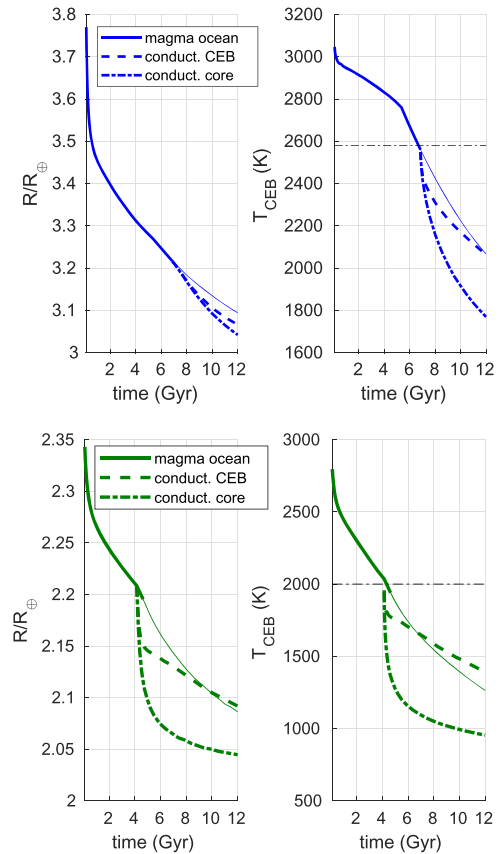 3.8
3.7
3.6
3.5
3.4
3.3
3.2
3.1
3
R/R⊕
magma ocean
conduct. CEB
conduct. core
2 4 6 8 10 12
time (Gyr)
3200
3000
2800
2600
2400
2200
2000
1800
1600
T_CEB (K)
2 4 6 8 10 12
time (Gyr)
2.35
2.3
2.25
2.2
2.15
2.1
2.05
2
R/R⊕
magma ocean
conduct. CEB
conduct. core
2 4 6 8 10 12
time (Gyr)
3000
2500
2000
1500
1000
500
T_CEB (K)
2 4 6 8 10 12
time (Gyr)